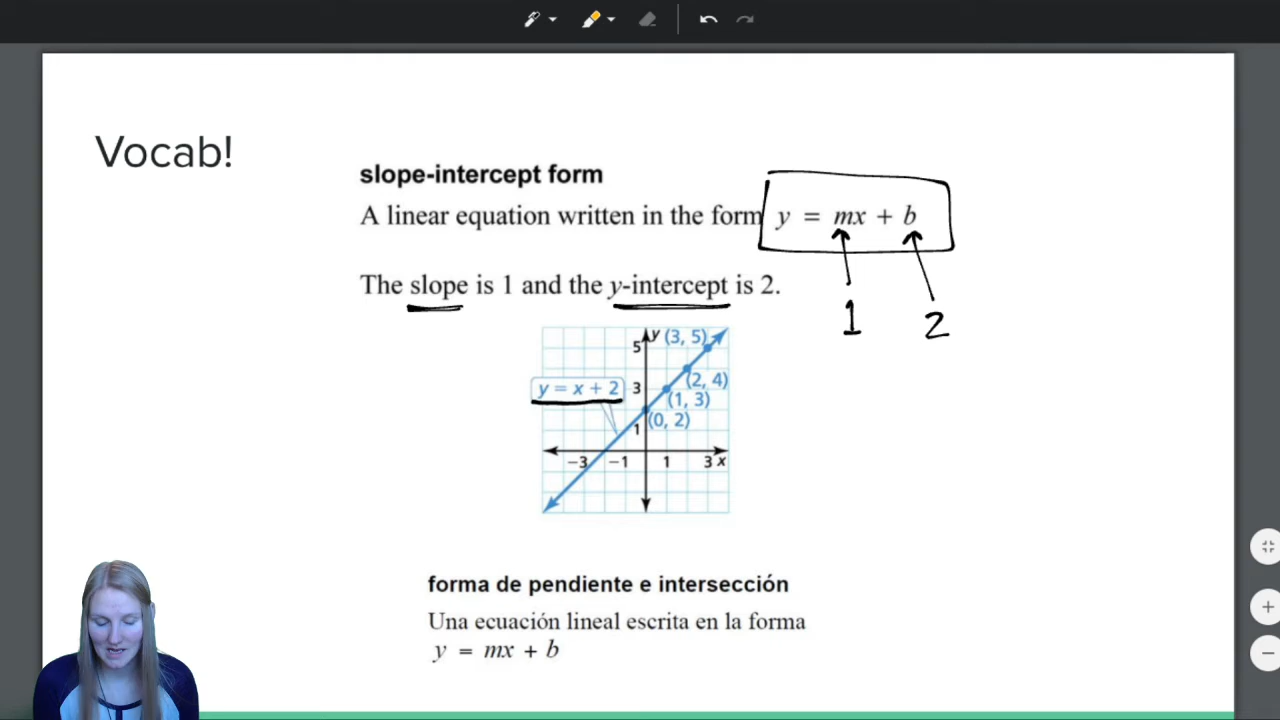 Vocab!
slope-intercept form
A linear equation written in the form y = mx + b
The slope is 1 and the y-intercept is 2.
1 2
y (3, 5)
5
(2, 4)
y = x + 2 3
(1, 3)
(0, 2)
1
−3 −1 1 3 x
forma de pendiente e intersección
Una ecuación lineal escrita en la forma
y = mx + b